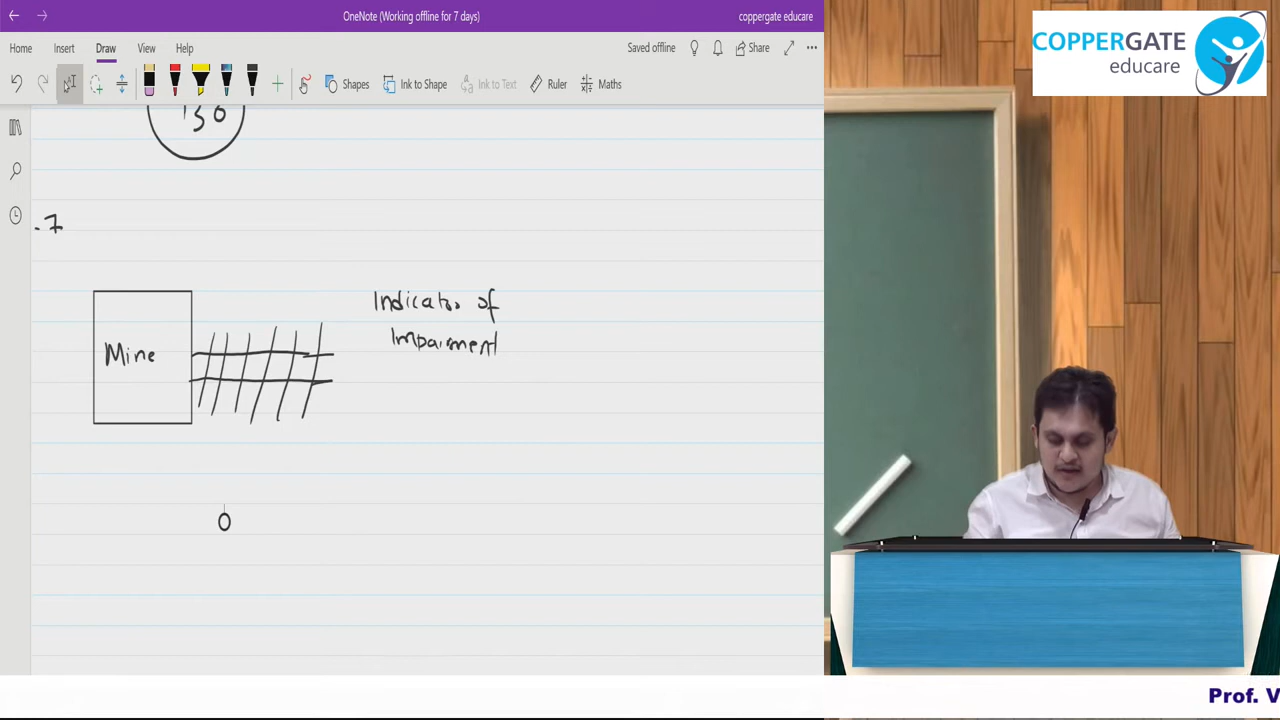 OneNote (Working offline for 7 days)
coppergate educare
Home Insert Draw View Help
Saved offline
Share
Shapes
Ink to Shape
Ink to Text
Ruler
Maths
COPPERGATE
educare
130
.7
Indicator of
Impairment
Mine
0
Prof. V